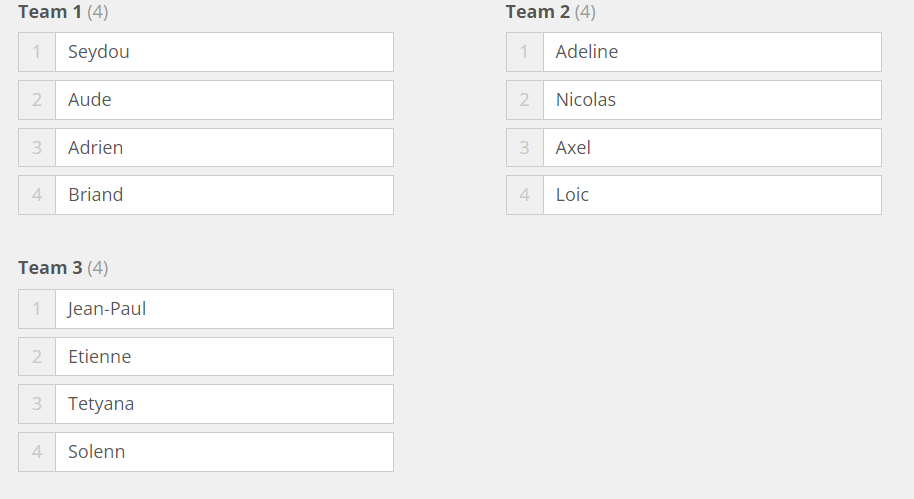 Team 1 (4)
1 Seydou
2 Aude
3 Adrien
4 Briand
Team 2 (4)
1 Adeline
2 Nicolas
3 Axel
4 Loic
Team 3 (4)
1 Jean-Paul
2 Etienne
3 Tetyana
4 Solenn